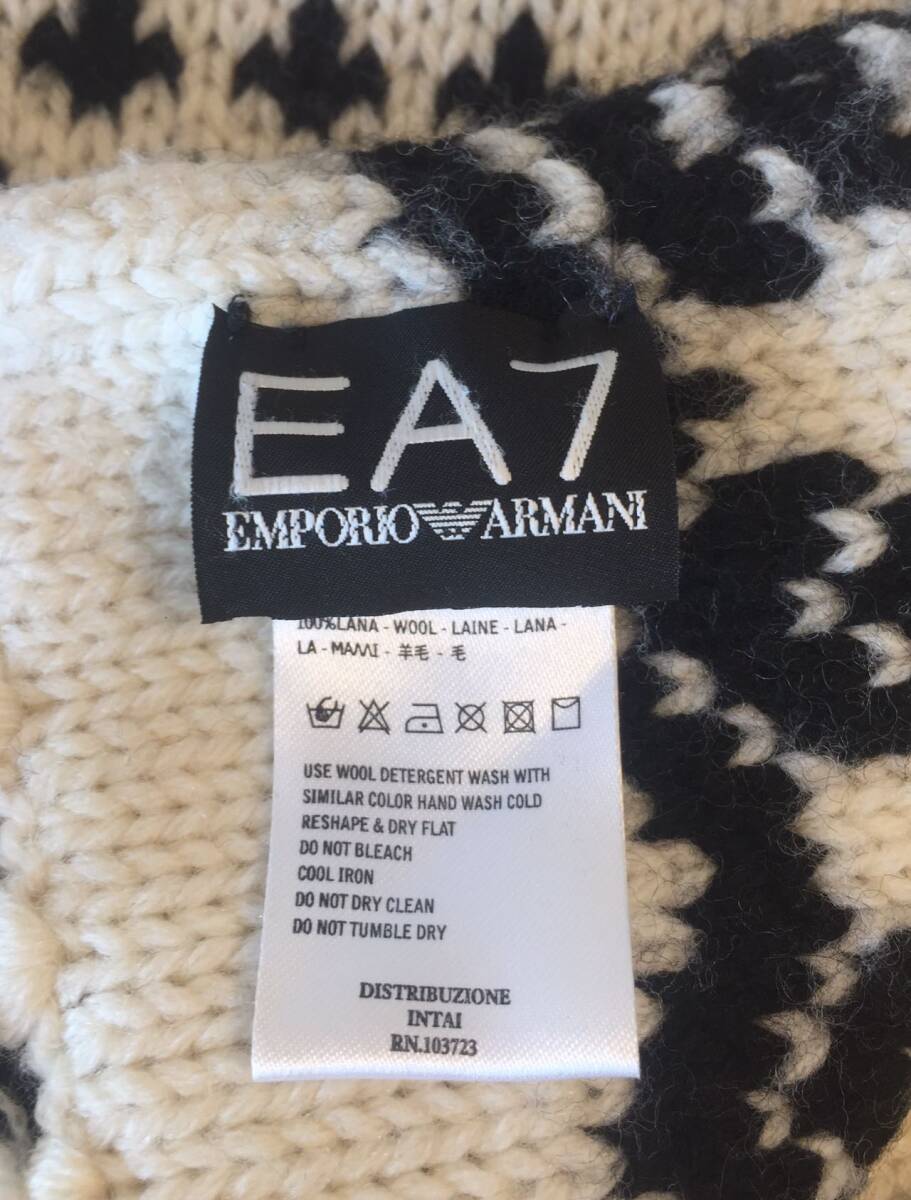 EA7
EMPORIO ARMANI
100%LANA - WOOL - LAINE - LANA -
LA - MAMI - 羊毛 - 毛
USE WOOL DETERGENT WASH WITH
SIMILAR COLOR HAND WASH COLD
RESHAPE & DRY FLAT
DO NOT BLEACH
COOL IRON
DO NOT DRY CLEAN
DO NOT TUMBLE DRY
DISTRIBUZIONE
INTAI
RN.103723